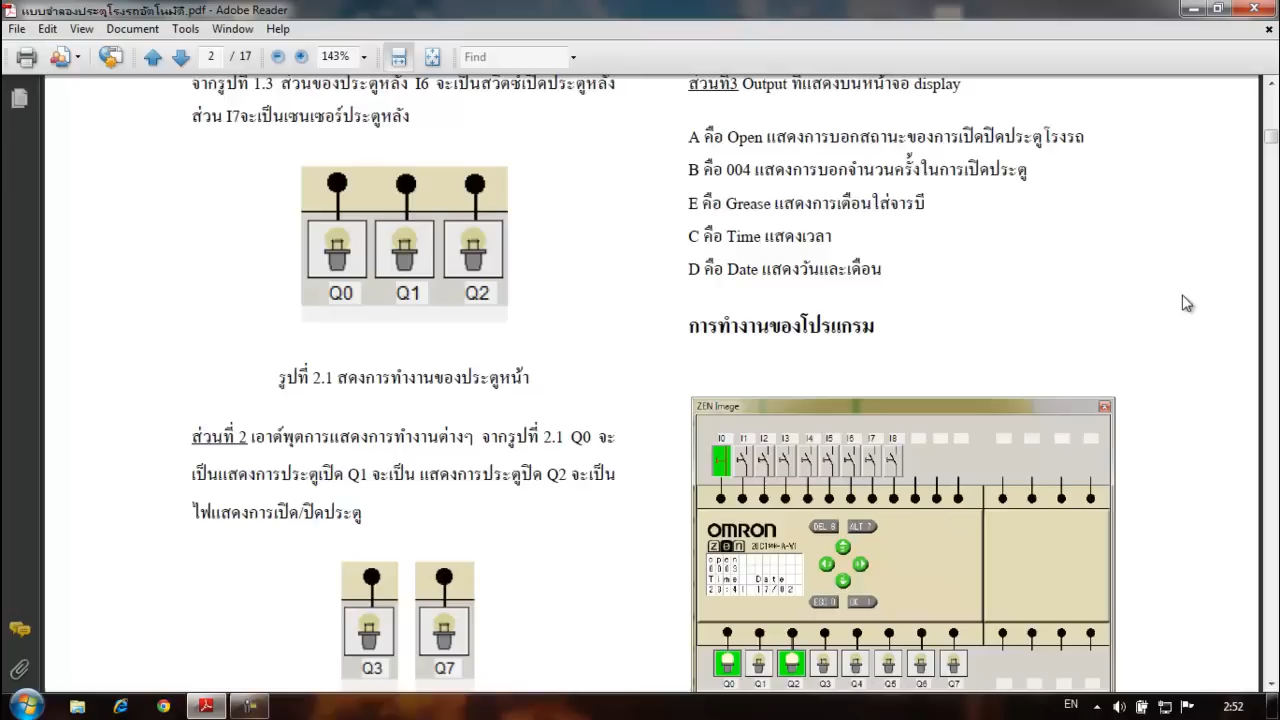 แบบจำลองประตูโรงรถอัตโนมัติ.pdf - Adobe Reader
File Edit View Document Tools Window Help
2 / 17 143% Find
จากรูปที่ 1.3 ส่วนของประตูหลัง I6 จะเป็นสวิตซ์เปิดประตูหลัง
ส่วน I7จะเป็นเซนเซอร์ประตูหลัง
Q0 Q1 Q2
รูปที่ 2.1 สดงการทำงานของประตูหน้า
ส่วนที่ 2 เอาต์พุตการแสดงการทำงานต่างๆ จากรูปที่ 2.1 Q0 จะ
เป็นแสดงการประตูเปิด Q1 จะเป็น แสดงการประตูปิด Q2 จะเป็น
ไฟแสดงการเปิด/ปิดประตู
Q3 Q7
ส่วนที่3 Output ที่แสดงบนหน้าจอ display
A คือ Open แสดงการบอกสถานะของการเปิดปิดประตูโรงรถ
B คือ 004 แสดงการบอกจำนวนครั้งในการเปิดประตู
E คือ Grease แสดงการเตือนใส่จารบี
C คือ Time แสดงเวลา
D คือ Date แสดงวันและเดือน
การทำงานของโปรแกรม
ZEN Image
I0 I1 I2 I3 I4 I5 I6 I7 I8
OMRON
zen
DEL B ALT 7
open
0003
Time Date
23:41 17/02
Q0 Q1 Q2 Q3 Q4 Q5 Q6 Q7
EN 2:52